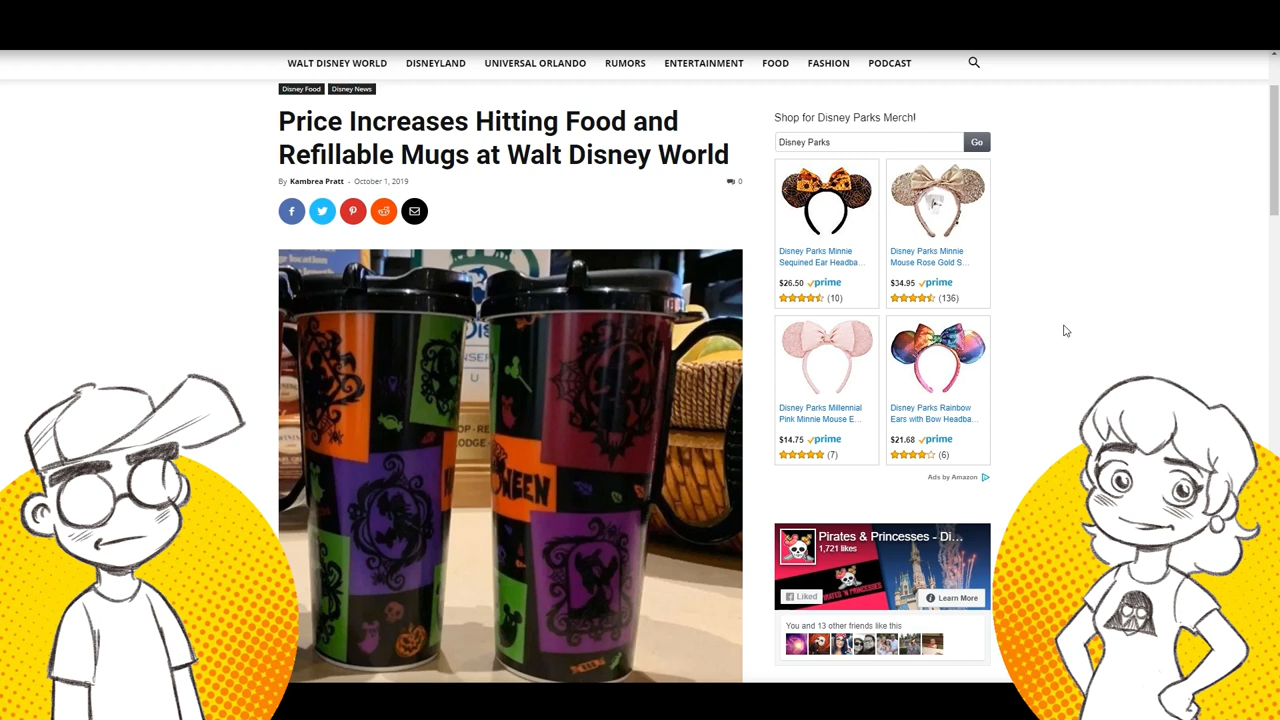 WALT DISNEY WORLD DISNEYLAND UNIVERSAL ORLANDO RUMORS ENTERTAINMENT FOOD FASHION PODCAST
Disney Food Disney News
Price Increases Hitting Food and
Refillable Mugs at Walt Disney World
By Kambrea Pratt - October 1, 2019 0
Shop for Disney Parks Merch!
Disney Parks Go
Disney Parks Minnie
Sequined Ear Headba...
$26.50 prime
(10)
Disney Parks Minnie
Mouse Rose Gold S...
$34.95 prime
(136)
Disney Parks Millennial
Pink Minnie Mouse E...
$14.75 prime
(7)
Disney Parks Rainbow
Ears with Bow Headba...
$21.68 prime
(6)
Ads by Amazon
Pirates & Princesses - Di...
1,721 likes
Liked
Learn More
You and 13 other friends like this